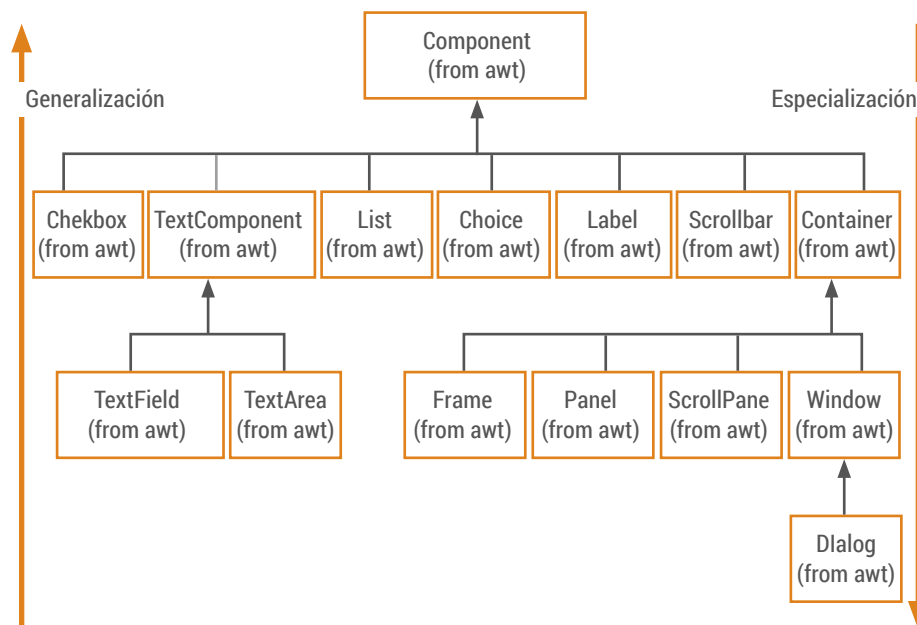 Component
(from awt)
Generalización
Especialización
Chekbox
(from awt)
TextComponent
(from awt)
List
(from awt)
Choice
(from awt)
Label
(from awt)
Scrollbar
(from awt)
Container
(from awt)
TextField
(from awt)
TextArea
(from awt)
Frame
(from awt)
Panel
(from awt)
ScrollPane
(from awt)
Window
(from awt)
DIalog
(from awt)